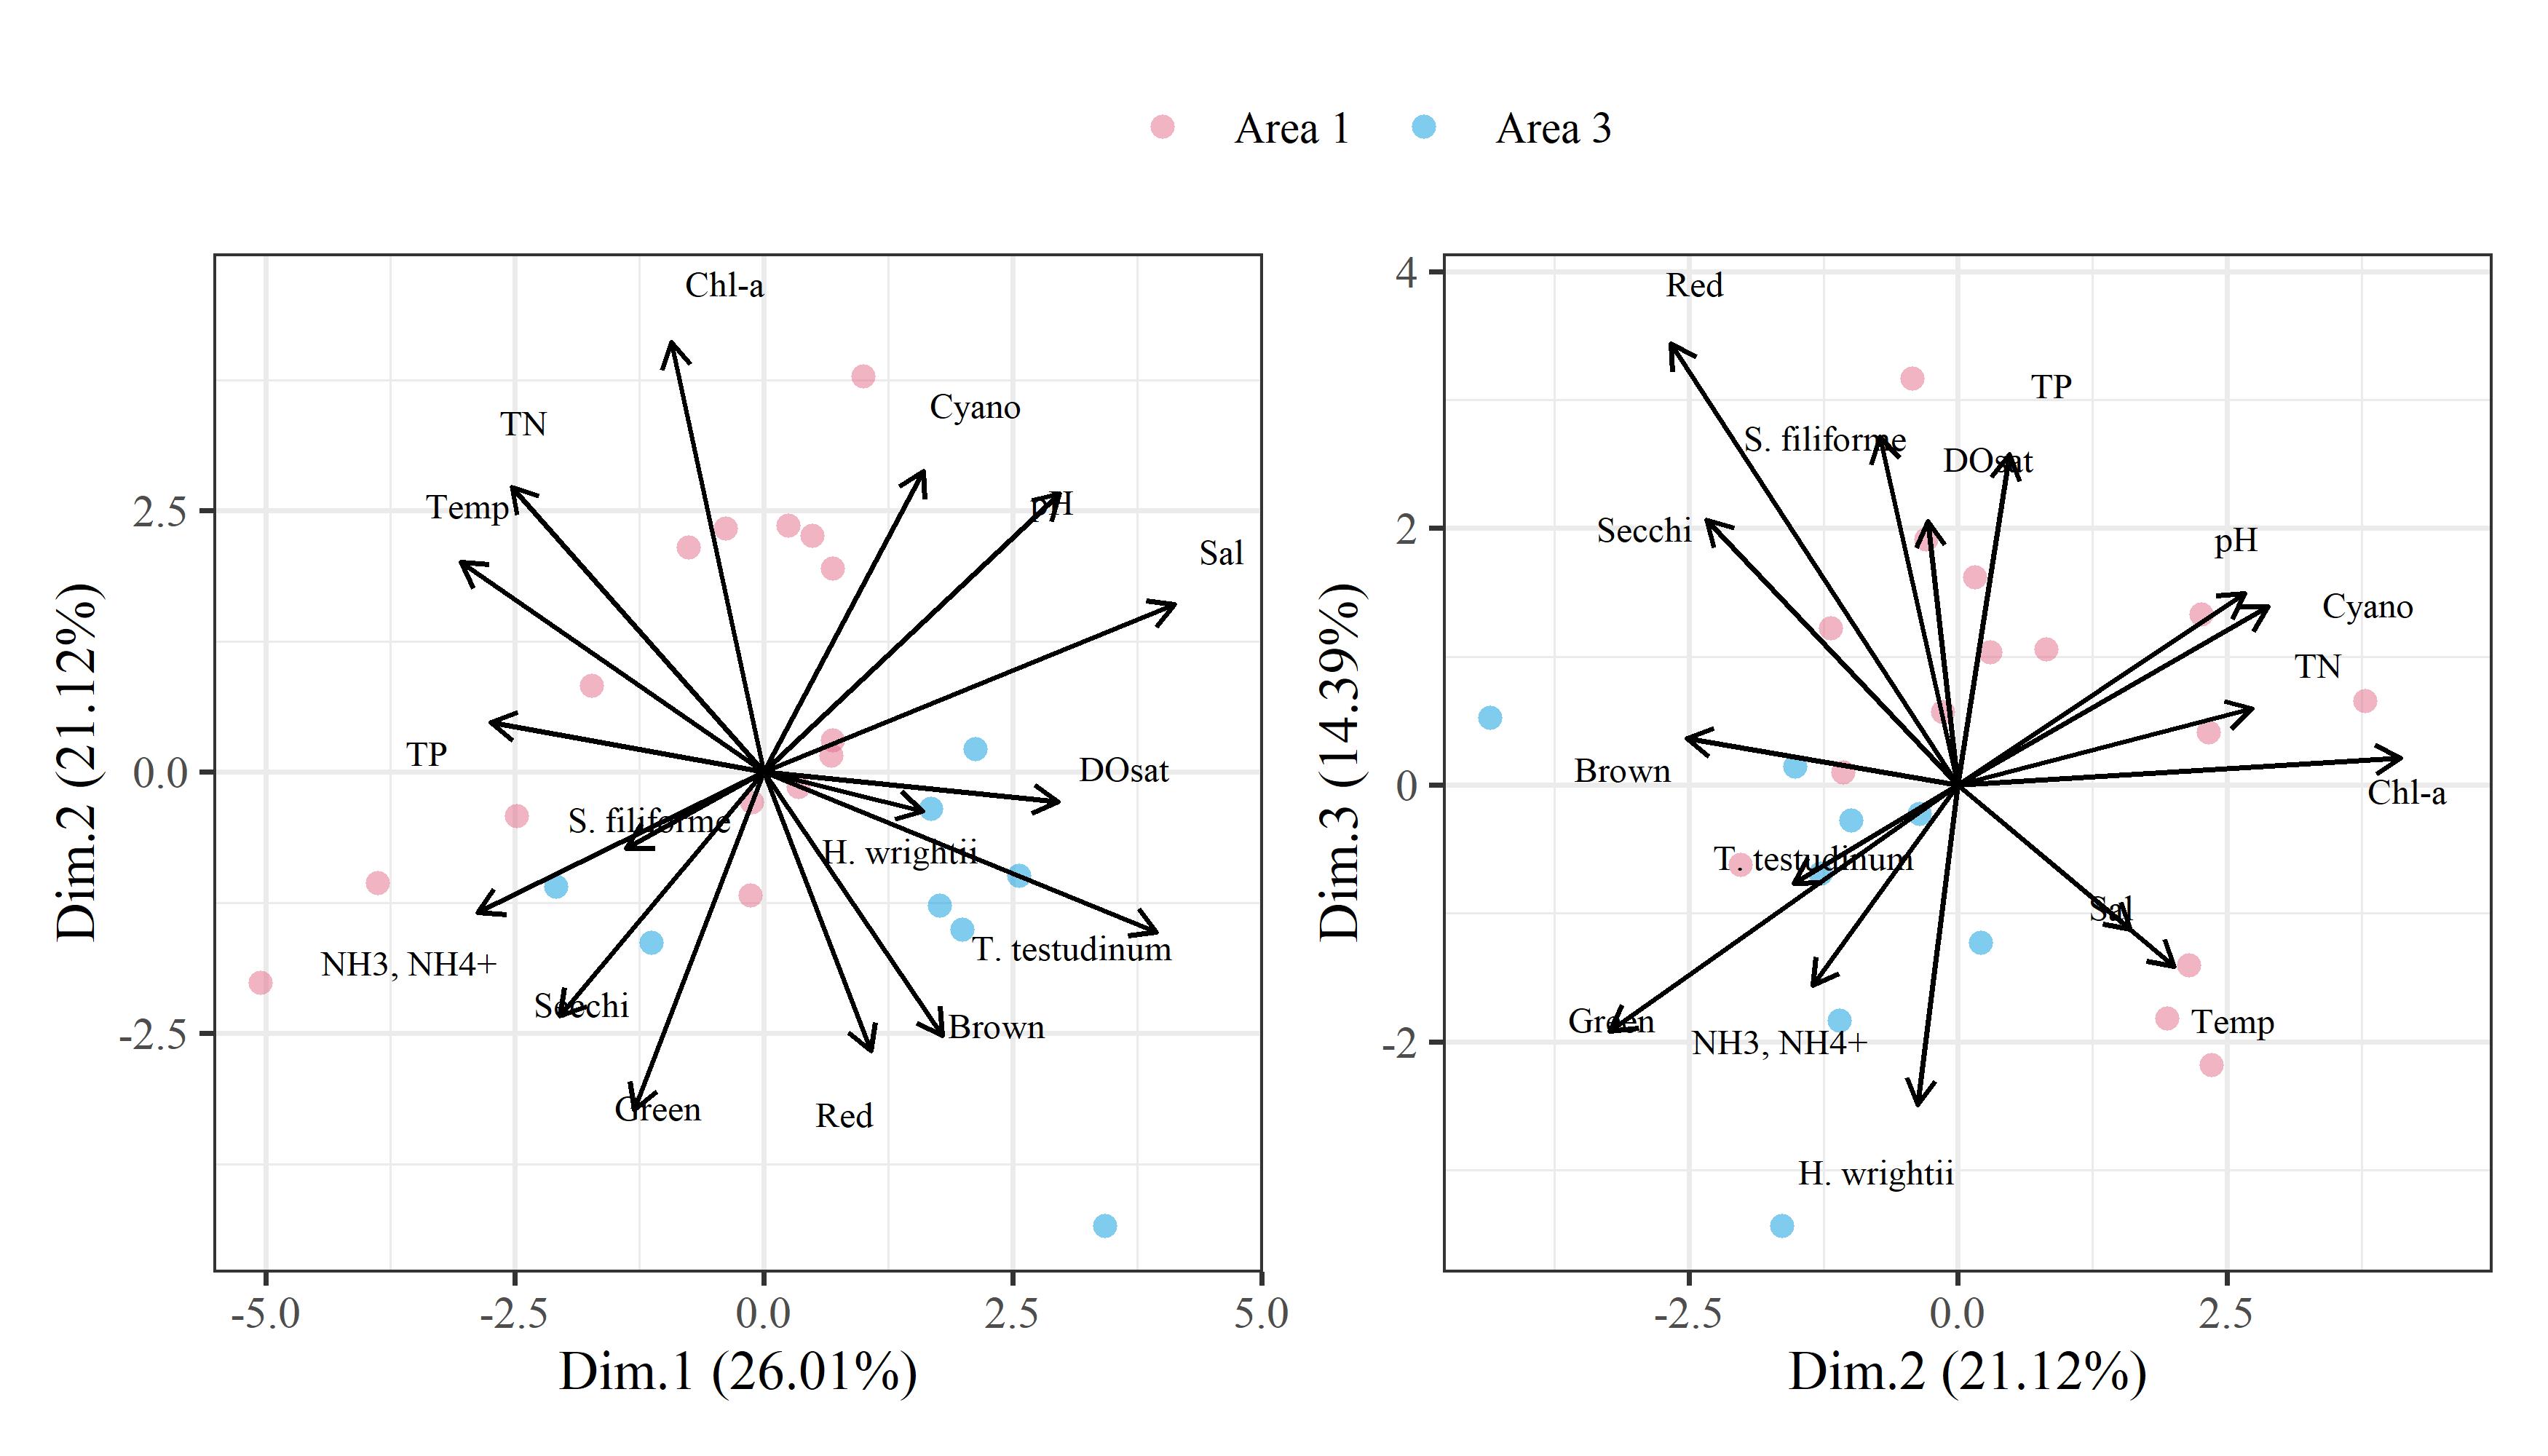 Area 1 Area 3
Chl-a
Cyano
TN
Temp
pH
Sal
TP
DOsat
S. filiforme
H. wrightii
T. testudinum
NH3, NH4+
Secchi
Brown
Green
Red
2.5
0.0
-2.5
-5.0 -2.5 0.0 2.5 5.0
Dim.1 (26.01%)
Dim.2 (21.12%)
Red
TP
S. filiforme
DOsat
Secchi
pH
Cyano
TN
Brown
Chl-a
T. testudinum
Sal
Green
NH3, NH4+
Temp
H. wrightii
4
2
0
-2
-2.5 0.0 2.5
Dim.2 (21.12%)
Dim.3 (14.39%)